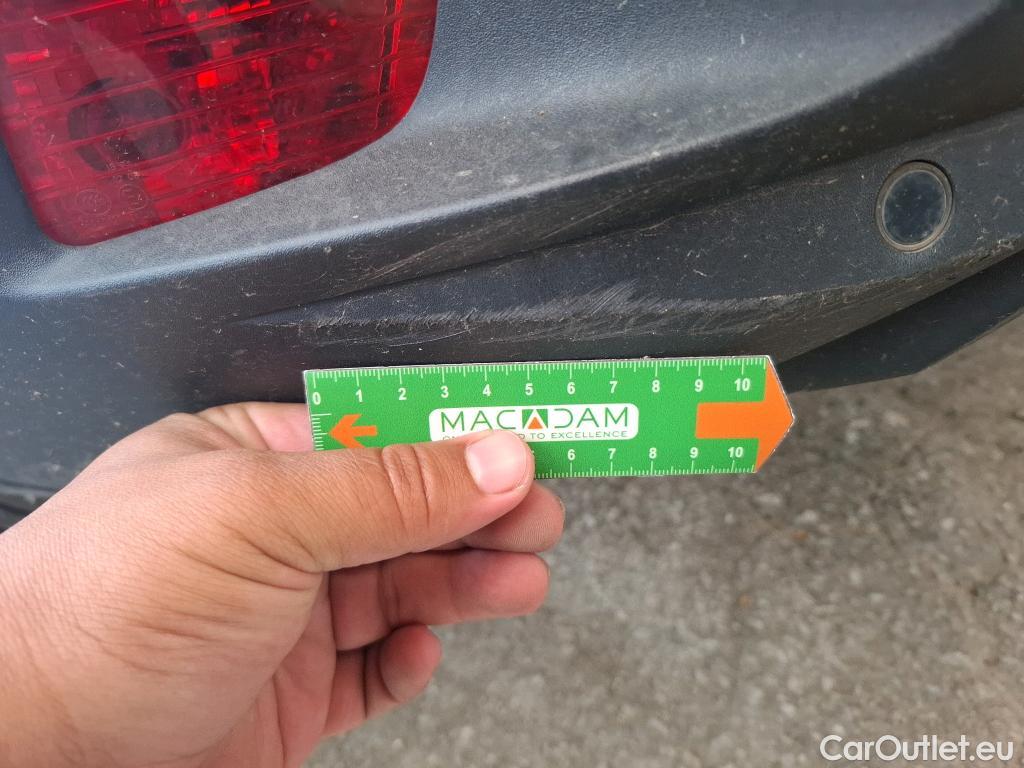 0 1 2 3 4 5 6 7 8 9 10
MACADAM
TO EXCELLENCE
6 7 8 9 10
CarOutlet.eu